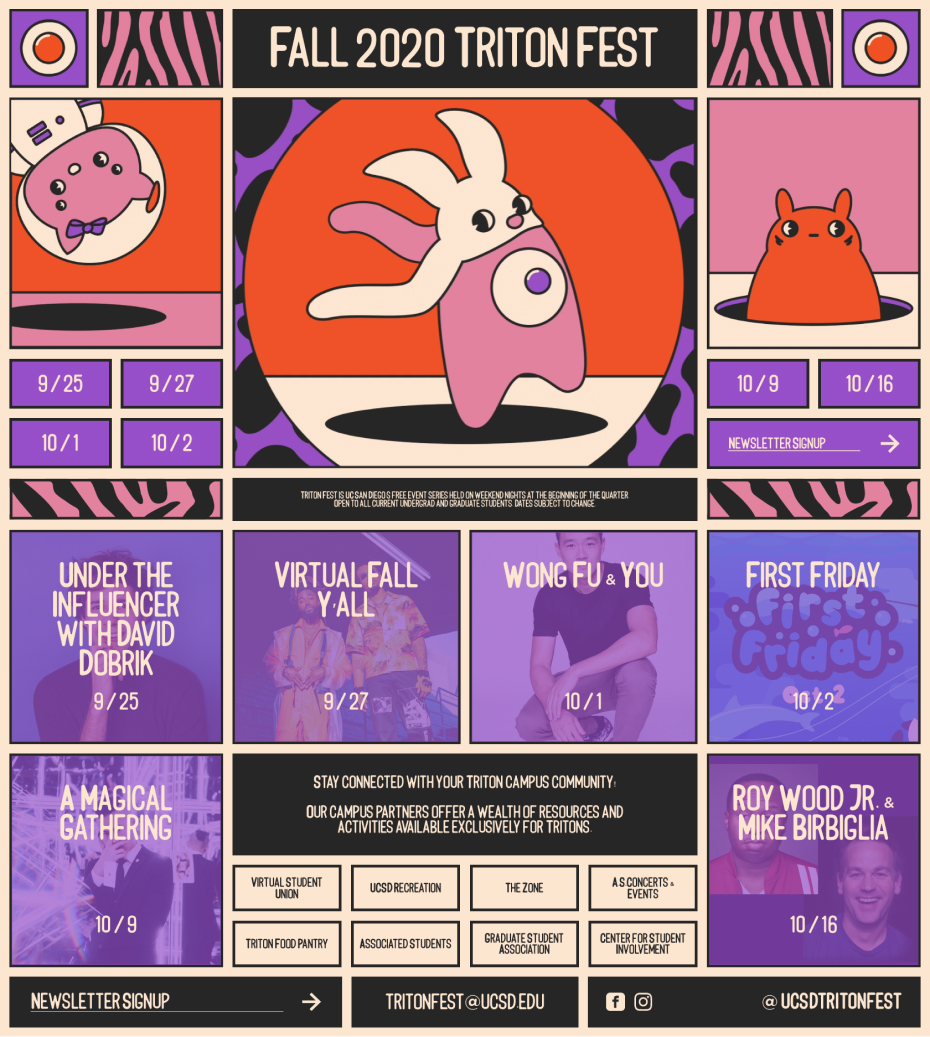 FALL 2020 TRITON FEST
9/25
9/27
10/1
10/2
10/9
10/16
NEWSLETTER SIGNUP
TRITON FEST IS UC SAN DIEGO'S FREE EVENT SERIES HELD ON WEEKEND NIGHTS AT THE BEGINNING OF THE QUARTER
OPEN TO ALL CURRENT UNDERGRAD AND GRADUATE STUDENTS. DATES SUBJECT TO CHANGE.
UNDER THE
INFLUENCER
WITH DAVID
DOBRIK
9/25
VIRTUAL FALL
Y'ALL
9/27
WONG FU & YOU
10/1
FIRST FRIDAY
First
Friday
10/2
A MAGICAL
GATHERING
10/9
STAY CONNECTED WITH YOUR TRITON CAMPUS COMMUNITY!
OUR CAMPUS PARTNERS OFFER A WEALTH OF RESOURCES AND
ACTIVITIES AVAILABLE EXCLUSIVELY FOR TRITONS.
VIRTUAL STUDENT
UNION
UCSD RECREATION
THE ZONE
A.S. CONCERTS &
EVENTS
TRITON FOOD PANTRY
ASSOCIATED STUDENTS
GRADUATE STUDENT
ASSOCIATION
CENTER FOR STUDENT
INVOLVEMENT
ROY WOOD JR. &
MIKE BIRBIGLIA
10/16
NEWSLETTER SIGNUP
TRITONFEST@UCSD.EDU
@UCSDTRITONFEST